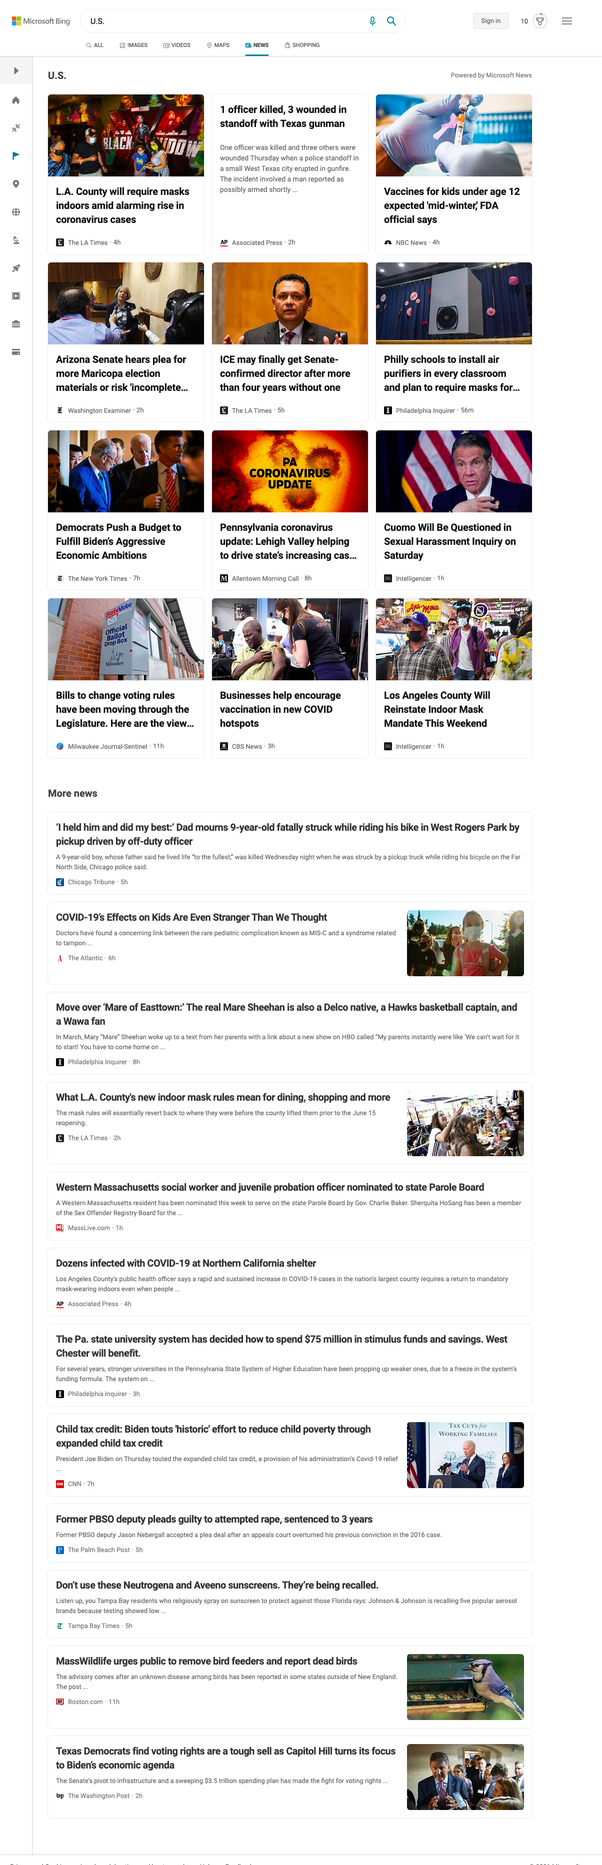 Microsoft Bing
U.S.
Sign in
10
ALL
IMAGES
VIDEOS
MAPS
NEWS
SHOPPING
U.S.
Powered by Microsoft News
BLACK WIDOW
L.A. County will require masks
indoors amid alarming rise in
coronavirus cases
The LA Times · 4h
1 officer killed, 3 wounded in
standoff with Texas gunman
One officer was killed and three others were
wounded Thursday when a police standoff in
a small West Texas city erupted in gunfire.
The incident involved a man reported as
possibly armed shortly ...
AP Associated Press · 2h
Vaccines for kids under age 12
expected 'mid-winter,' FDA
official says
NBC News · 4h
Arizona Senate hears plea for
more Maricopa election
materials or risk 'incomplete...
Washington Examiner · 2h
ICE may finally get Senate-
confirmed director after more
than four years without one
The LA Times · 5h
Philly schools to install air
purifiers in every classroom
and plan to require masks for...
Philadelphia Inquirer · 56m
Democrats Push a Budget to
Fulfill Biden's Aggressive
Economic Ambitions
The New York Times · 7h
PA
CORONAVIRUS
UPDATE
Pennsylvania coronavirus
update: Lehigh Valley helping
to drive state's increasing cas...
Allentown Morning Call · 8h
Cuomo Will Be Questioned in
Sexual Harassment Inquiry on
Saturday
Intelligencer · 1h
Vote
Official
Ballot
Drop Box
Bills to change voting rules
have been moving through the
Legislature. Here are the view...
Milwaukee Journal-Sentinel · 11h
Businesses help encourage
vaccination in new COVID
hotspots
CBS News · 3h
Los Angeles County Will
Reinstate Indoor Mask
Mandate This Weekend
Intelligencer · 1h
More news
'I held him and did my best:' Dad mourns 9-year-old fatally struck while riding his bike in West Rogers Park by
pickup driven by off-duty officer
A 9-year-old boy, whose father said he lived life "to the fullest," was killed Wednesday night when he was struck by a pickup truck while riding his bicycle on the Far
North Side, Chicago police said.
Chicago Tribune · 5h
COVID-19's Effects on Kids Are Even Stranger Than We Thought
Doctors have found a concerning link between the rare pediatric complication known as MIS-C and a syndrome related
to tampon ...
The Atlantic · 6h
Move over 'Mare of Easttown:' The real Mare Sheehan is also a Delco native, a Hawks basketball captain, and
a Wawa fan
In March, Mary "Mare" Sheehan woke up to a text from her parents with a link about a new show on HBO called "My parents instantly were like 'We can't wait for it
to start! You have to come home on ...
Philadelphia Inquirer · 8h
What L.A. County's new indoor mask rules mean for dining, shopping and more
The mask rules will essentially revert back to where they were before the county lifted them prior to the June 15
reopening.
The LA Times · 2h
Western Massachusetts social worker and juvenile probation officer nominated to state Parole Board
A Western Massachusetts resident has been nominated this week to serve on the state Parole Board by Gov. Charlie Baker. Sherquita HoSang has been a member
of the Sex Offender Registry Board for the ...
MassLive.com · 1h
Dozens infected with COVID-19 at Northern California shelter
Los Angeles County's public health officer says a rapid and sustained increase in COVID-19 cases in the nation's largest county requires a return to mandatory
mask-wearing indoors even when people ...
AP Associated Press · 4h
The Pa. state university system has decided how to spend $75 million in stimulus funds and savings. West
Chester will benefit.
For several years, stronger universities in the Pennsylvania State System of Higher Education have been propping up weaker ones, due to a freeze in the system's
funding formula. The system on ...
Philadelphia Inquirer · 3h
Child tax credit: Biden touts 'historic' effort to reduce child poverty through
expanded child tax credit
President Joe Biden on Thursday touted the expanded child tax credit, a provision of his administration's Covid-19 relief
...
CNN · 7h
TAX CUTS for
WORKING FAMILIES
Former PBSO deputy pleads guilty to attempted rape, sentenced to 3 years
Former PBSO deputy Jason Nebergall accepted a plea deal after an appeals court overturned his previous conviction in the 2016 case.
The Palm Beach Post · 5h
Don't use these Neutrogena and Aveeno sunscreens. They're being recalled.
Listen up, you Tampa Bay residents who religiously spray on sunscreen to protect against those Florida rays: Johnson & Johnson is recalling five popular aerosol
brands because testing showed low ...
Tampa Bay Times · 5h
MassWildlife urges public to remove bird feeders and report dead birds
The advisory comes after an unknown disease among birds has been reported in some states outside of New England.
The post ...
Boston.com · 11h
Texas Democrats find voting rights are a tough sell as Capitol Hill turns its focus
to Biden's economic agenda
The Senate's pivot to infrastructure and a sweeping $3.5 trillion spending plan has made the fight for voting rights ...
The Washington Post · 2h